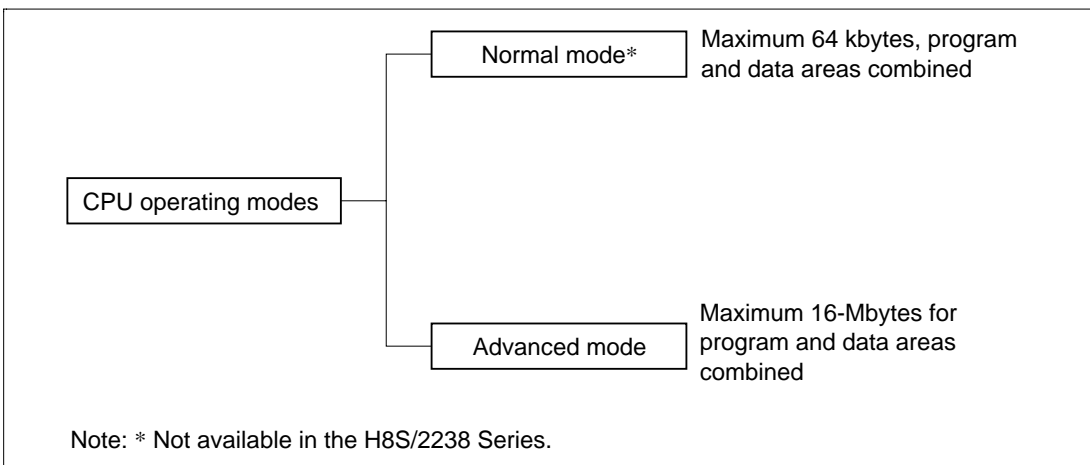 Normal mode*
Maximum 64 kbytes, program
and data areas combined
CPU operating modes
Advanced mode
Maximum 16-Mbytes for
program and data areas
combined
Note: * Not available in the H8S/2238 Series.